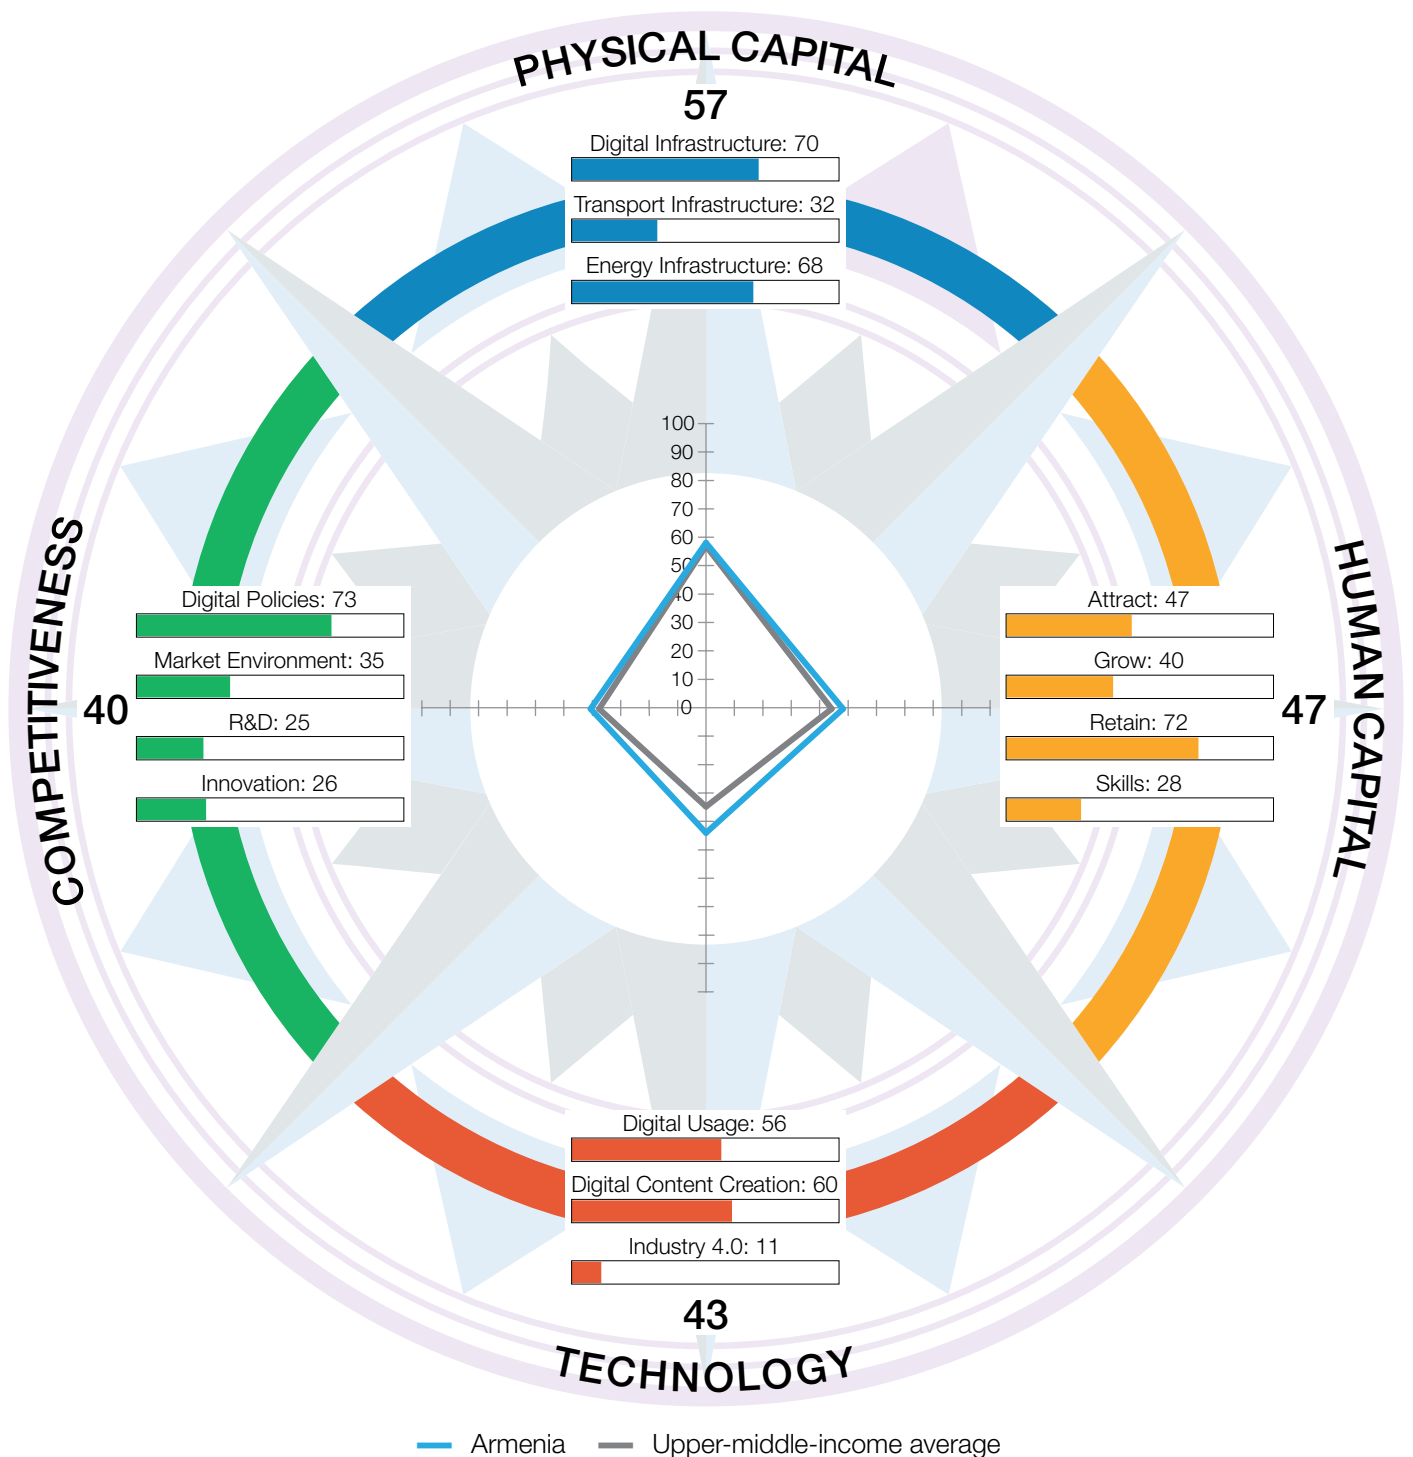 PHYSICAL CAPITAL
57
Digital Infrastructure: 70
Transport Infrastructure: 32
Energy Infrastructure: 68
100
90
80
70
60
50
40
30
20
10
0
COMPETITIVENESS
40
Digital Policies: 73
Market Environment: 35
R&D: 25
Innovation: 26
HUMAN CAPITAL
47
Attract: 47
Grow: 40
Retain: 72
Skills: 28
Digital Usage: 56
Digital Content Creation: 60
Industry 4.0: 11
43
TECHNOLOGY
Armenia
Upper-middle-income average